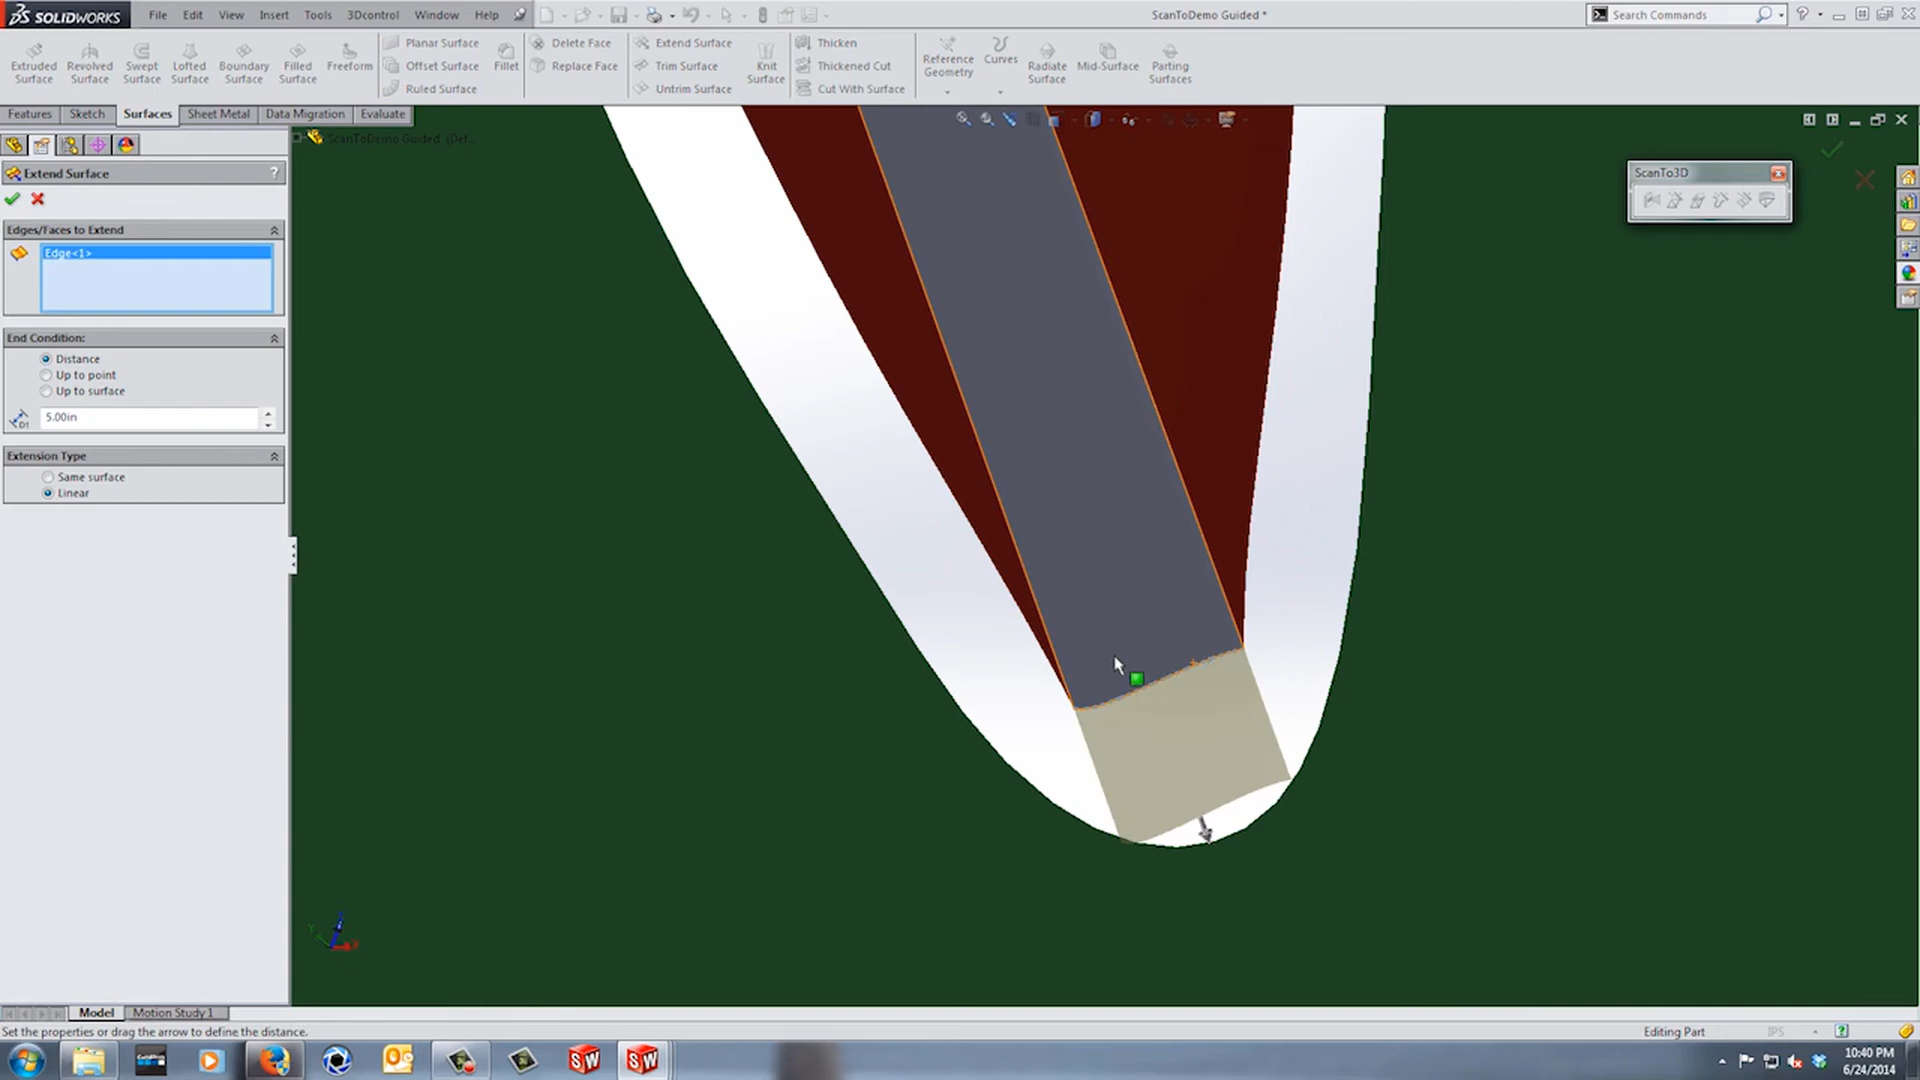 SOLIDWORKS File Edit View Insert Tools 3Dcontrol Window Help ScanToDemo Guided * Search Commands
Extruded Surface
Revolved Surface
Swept Surface
Lofted Surface
Boundary Surface
Filled Surface
Freeform
Planar Surface
Offset Surface
Ruled Surface
Fillet
Delete Face
Replace Face
Extend Surface
Trim Surface
Untrim Surface
Knit Surface
Thicken
Thickened Cut
Cut With Surface
Reference Geometry
Curves
Radiate Surface
Mid-Surface
Parting Surfaces
Features Sketch Surfaces Sheet Metal Data Migration Evaluate
ScanToDemo Guided (Def...
Extend Surface ?
Edges/Faces to Extend
Edge<1>
End Condition:
Distance
Up to point
Up to surface
D1
5.00in
Extension Type
Same surface
Linear
ScanTo3D
Model Motion Study 1
Set the properties or drag the arrow to define the distance.
Editing Part IPS
10:40 PM
6/24/2014